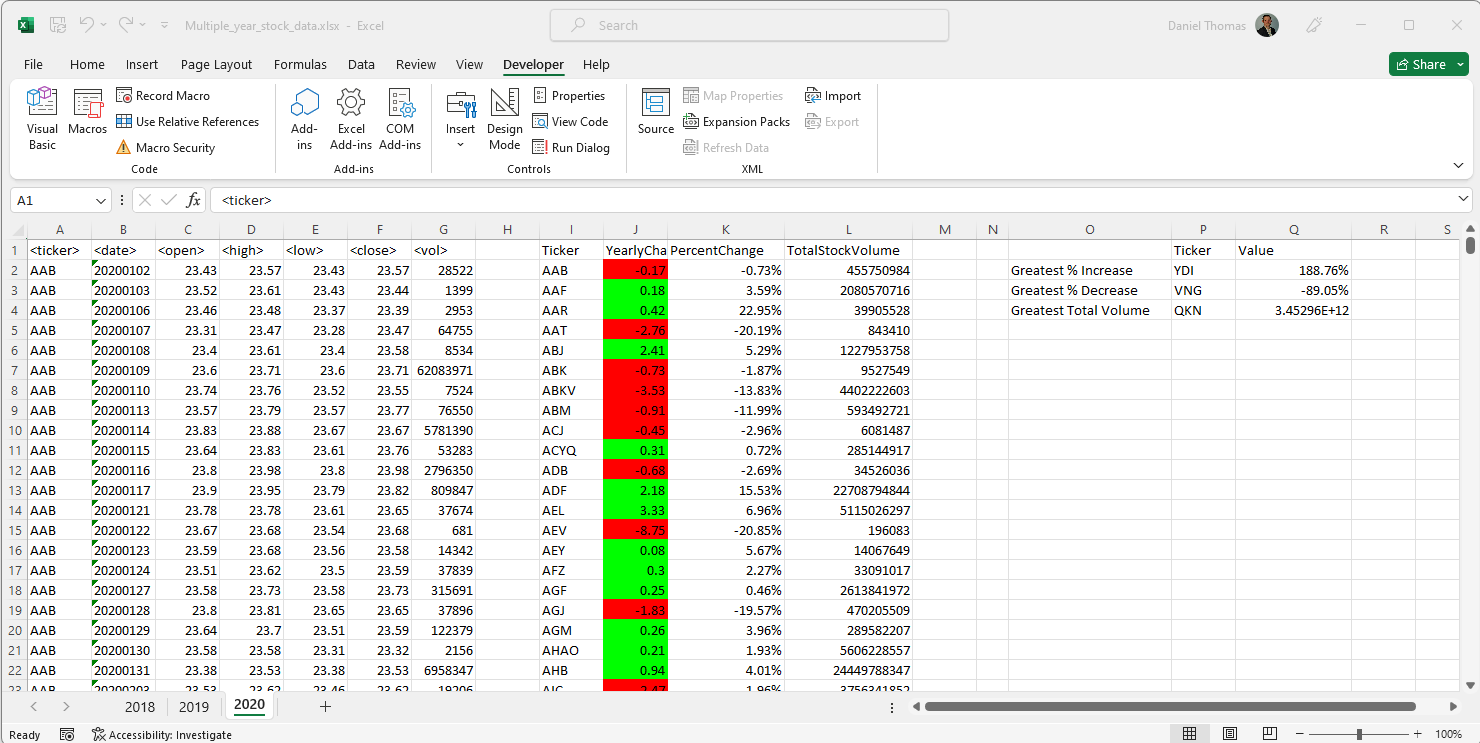 Multiple_year_stock_data.xlsx - Excel
Search
Daniel Thomas
File Home Insert Page Layout Formulas Data Review View Developer Help
Share
Visual Basic
Macros
Record Macro
Use Relative References
Macro Security
Code
Add-ins
Excel Add-ins
COM Add-ins
Add-ins
Insert
Design Mode
Properties
View Code
Run Dialog
Controls
Source
Map Properties
Expansion Packs
Refresh Data
Import
Export
XML
A1 fx <ticker>
A B C D E F G H I J K L M N O P Q R S
1 <ticker> <date> <open> <high> <low> <close> <vol> Ticker YearlyCha PercentChange TotalStockVolume Ticker Value
2 AAB 20200102 23.43 23.57 23.43 23.57 28522 AAB -0.17 -0.73% 455750984 Greatest % Increase YDI 188.76%
3 AAB 20200103 23.52 23.61 23.43 23.44 1399 AAF 0.18 3.59% 2080570716 Greatest % Decrease VNG -89.05%
4 AAB 20200106 23.46 23.48 23.37 23.39 2953 AAR 0.42 22.95% 39905528 Greatest Total Volume QKN 3.45296E+12
5 AAB 20200107 23.31 23.47 23.28 23.47 64755 AAT -2.76 -20.19% 843410
6 AAB 20200108 23.4 23.61 23.4 23.58 8534 ABJ 2.41 5.29% 1227953758
7 AAB 20200109 23.6 23.71 23.6 23.71 62083971 ABK -0.73 -1.87% 9527549
8 AAB 20200110 23.74 23.76 23.52 23.55 7524 ABKV -3.53 -13.83% 4402222603
9 AAB 20200113 23.57 23.79 23.57 23.77 76550 ABM -0.91 -11.99% 593492721
10 AAB 20200114 23.83 23.88 23.67 23.67 5781390 ACJ -0.45 -2.96% 6081487
11 AAB 20200115 23.64 23.83 23.61 23.76 53283 ACYQ 0.31 0.72% 285144917
12 AAB 20200116 23.8 23.98 23.8 23.98 2796350 ADB -0.68 -2.69% 34526036
13 AAB 20200117 23.9 23.95 23.79 23.82 809847 ADF 2.18 15.53% 22708794844
14 AAB 20200121 23.78 23.78 23.61 23.65 37674 AEL 3.33 6.96% 5115026297
15 AAB 20200122 23.67 23.68 23.54 23.68 681 AEV -8.75 -20.85% 196083
16 AAB 20200123 23.59 23.68 23.56 23.58 14342 AEY 0.08 5.67% 14067649
17 AAB 20200124 23.51 23.62 23.5 23.59 37839 AFZ 0.3 2.27% 33091017
18 AAB 20200127 23.58 23.73 23.58 23.73 315691 AGF 0.25 0.46% 2613841972
19 AAB 20200128 23.8 23.81 23.65 23.65 37896 AGJ -1.83 -19.57% 470205509
20 AAB 20200129 23.64 23.7 23.51 23.59 122379 AGM 0.26 3.96% 289582207
21 AAB 20200130 23.58 23.58 23.31 23.32 2156 AHAO 0.21 1.93% 5606228557
22 AAB 20200131 23.38 23.53 23.38 23.53 6958347 AHB 0.94 4.01% 24449788347
23 AAB 20200203 23.53 23.62 23.46 23.62 19206
2018 2019 2020
Ready Accessibility: Investigate 100%